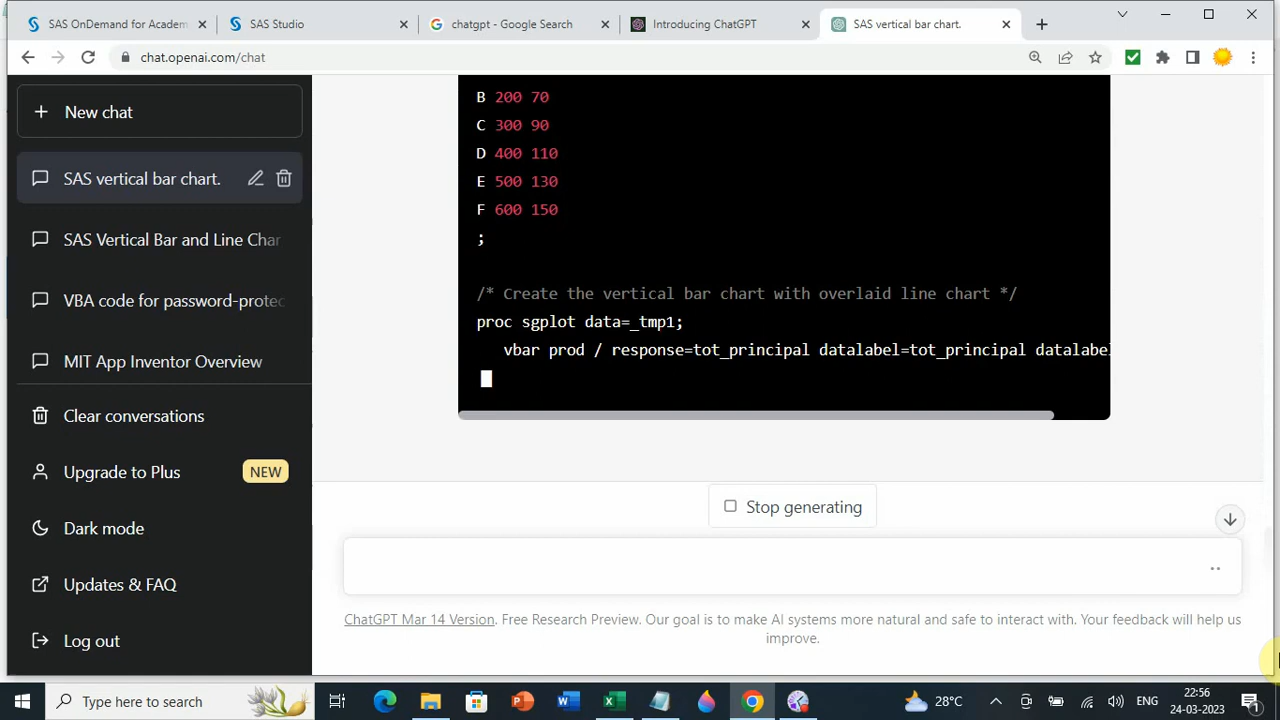 SAS OnDemand for Academ
SAS Studio
chatgpt - Google Search
Introducing ChatGPT
SAS vertical bar chart.
chat.openai.com/chat
New chat
SAS vertical bar chart.
SAS Vertical Bar and Line Char
VBA code for password-protec
MIT App Inventor Overview
Clear conversations
Upgrade to Plus
NEW
Dark mode
Updates & FAQ
Log out
B 200 70
C 300 90
D 400 110
E 500 130
F 600 150
;
/* Create the vertical bar chart with overlaid line chart */
proc sgplot data=_tmp1;
vbar prod / response=tot_principal datalabel=tot_principal datalabel
Stop generating
ChatGPT Mar 14 Version. Free Research Preview. Our goal is to make AI systems more natural and safe to interact with. Your feedback will help us
improve.
Type here to search
28°C
ENG
22:56
24-03-2023
1